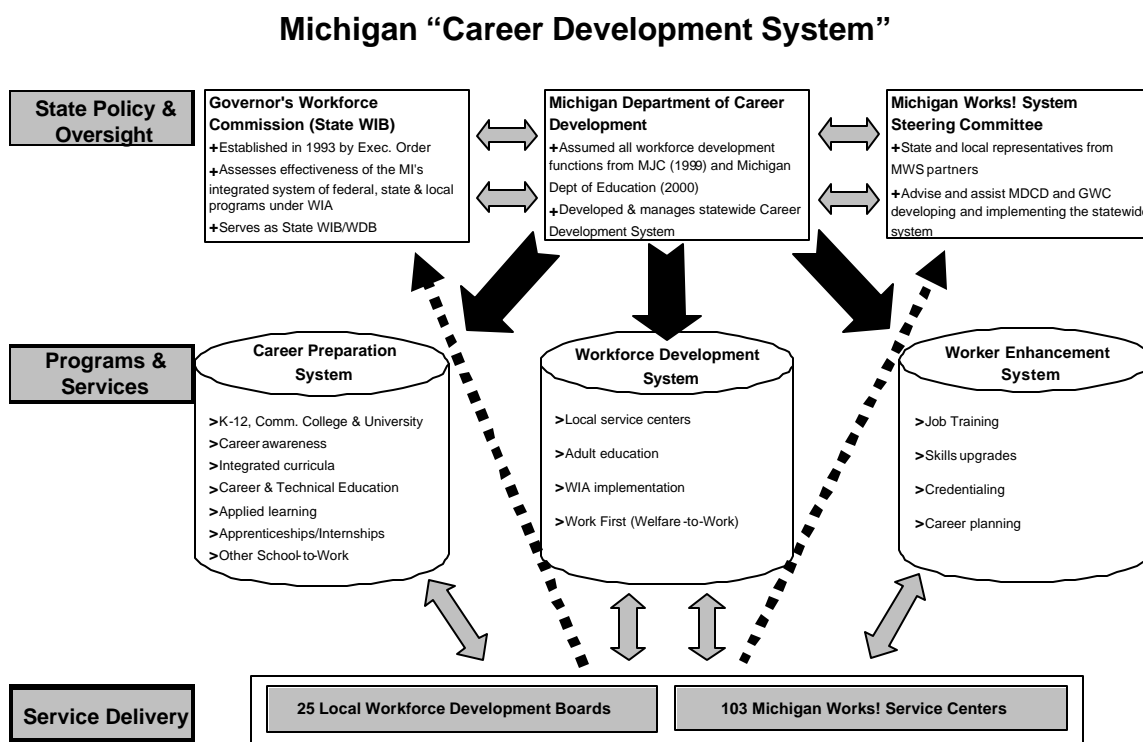 Michigan “Career Development System”
State Policy &
Oversight
Governor's Workforce
Commission (State WIB)
+Established in 1993 by Exec. Order
+Assesses effectiveness of the MI's
integrated system of federal, state & local
programs under WIA
+Serves as State WIB/WDB
Michigan Department of Career
Development
+Assumed all workforce development
functions from MJC (1999) and Michigan
Dept of Education (2000)
+Developed & manages statewide Career
Development System
Michigan Works! System
Steering Committee
+State and local representatives from
MWS partners
+Advise and assist MDCD and GWC
developing and implementing the statewide
system
Programs &
Services
Career Preparation
System
>K-12, Comm. College & University
>Career awareness
>Integrated curricula
>Career & Technical Education
>Applied learning
>Apprenticeships/Internships
>Other School-to-Work
Workforce Development
System
>Local service centers
>Adult education
>WIA implementation
>Work First (Welfare-to-Work)
Worker Enhancement
System
>Job Training
>Skills upgrades
>Credentialing
>Career planning
Service Delivery
25 Local Workforce Development Boards
103 Michigan Works! Service Centers